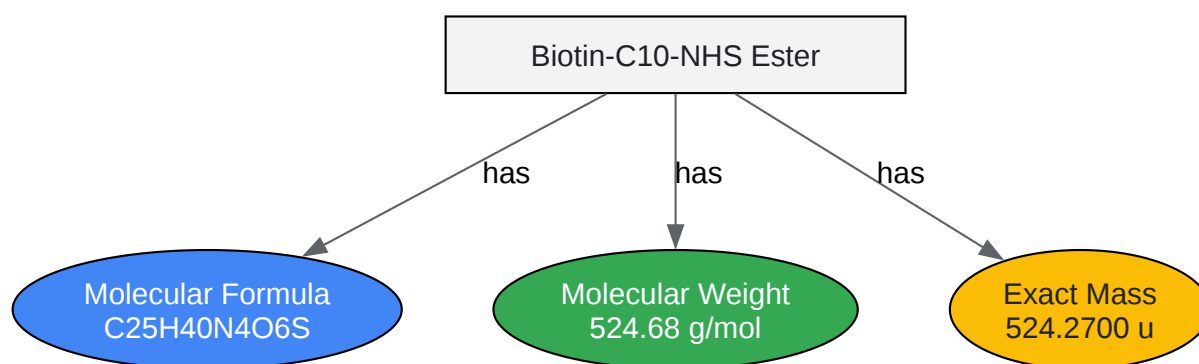 Biotin-C10-NHS Ester
has
has
has
Molecular Formula
C25H40N4O6S
Molecular Weight
524.68 g/mol
Exact Mass
524.2700 u